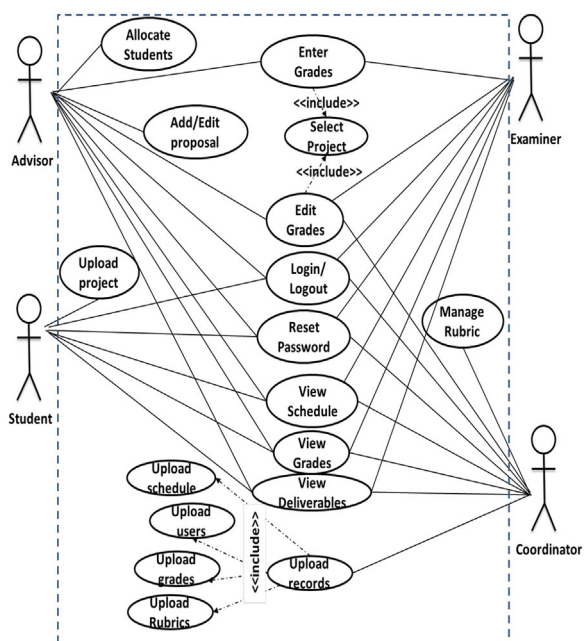 Allocate
Students
Enter
Grades
<<include>>
Advisor
Add/Edit
proposal
Select
Project
Examiner
<<include>>
Edit
Grades
Upload
project
Login/
Logout
Manage
Rubric
Reset
Password
Student
View
Schedule
View
Grades
Upload
schedule
View
Deliverables
Upload
users
<<include>>
Coordinator
Upload
grades
Upload
records
Upload
Rubrics